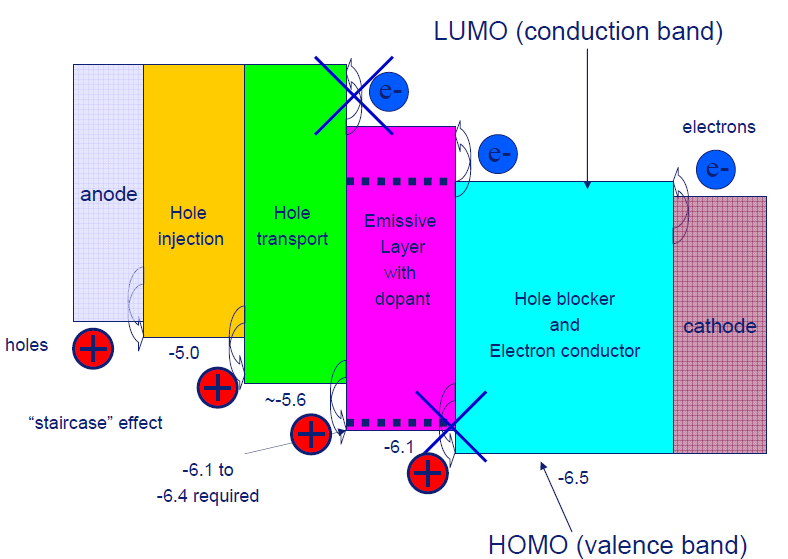 LUMO (conduction band)
e-
electrons
e-
e-
anode
Hole
injection
Hole
transport
Emissive
Layer
with
dopant
Hole blocker
and
Electron conductor
cathode
holes
+
-5.0
+
~-5.6
"staircase" effect
+
-6.1
+
-6.1 to
-6.4 required
-6.5
HOMO (valence band)